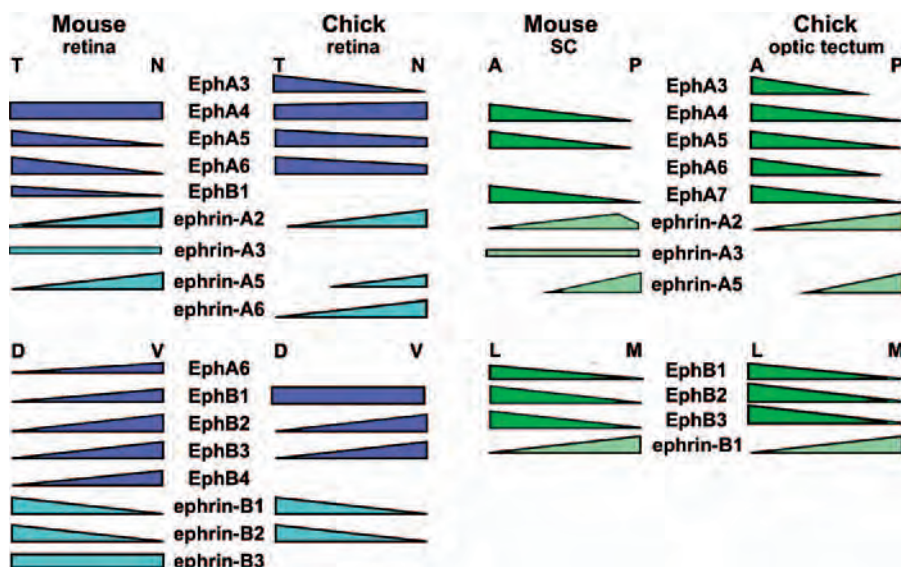 Mouse
retina
Chick
retina
Mouse
SC
Chick
optic tectum
T N
T N
A P
A P
EphA3
EphA4
EphA5
EphA6
EphB1
ephrin-A2
ephrin-A3
ephrin-A5
ephrin-A6
EphA3
EphA4
EphA5
EphA6
EphA7
ephrin-A2
ephrin-A3
ephrin-A5
D V
D V
L M
L M
EphA6
EphB1
EphB2
EphB3
EphB4
ephrin-B1
ephrin-B2
ephrin-B3
EphB1
EphB2
EphB3
ephrin-B1